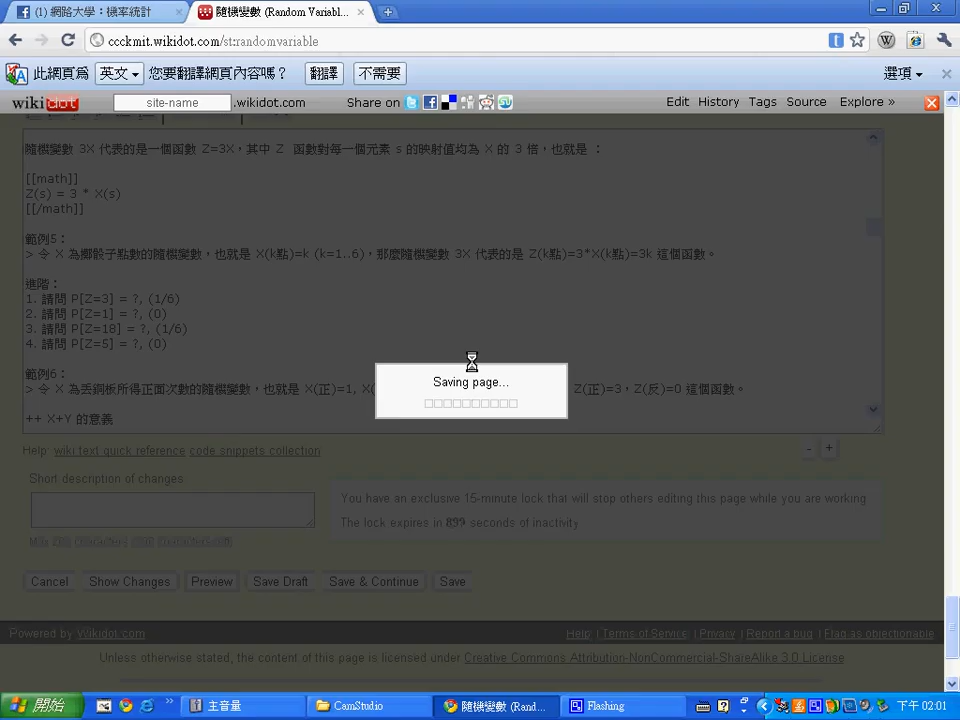 (1) 網路大學：機率統計
隨機變數 (Random Variabl...
ccckmit.wikidot.com/st:randomvariable
此網頁為 英文 您要翻譯網頁內容嗎？ 翻譯 不需要 選項
wikidot site-name .wikidot.com Share on Edit History Tags Source Explore »
隨機變數 3X 代表的是一個函數 Z=3X，其中 Z 函數對每一個元素 s 的映射值均為 X 的 3 倍，也就是：
[[math]]
Z(s) = 3 * X(s)
[[/math]]
範例5：
> 令 X 為擲骰子點數的隨機變數，也就是 X(k點)=k (k=1..6)，那麼隨機變數 3X 代表的是 Z(k點)=3*X(k點)=3k 這個函數。
進階：
1. 請問 P[Z=3] = ?, (1/6)
2. 請問 P[Z=1] = ?, (0)
3. 請問 P[Z=18] = ?, (1/6)
4. 請問 P[Z=5] = ?, (0)
範例6：
> 令 X 為丟銅板所得正面次數的隨機變數，也就是 X(正)=1, X( Z(正)=3，Z(反)=0 這個函數。
Saving page...
++ X+Y 的意義
Help: wiki text quick reference code snippets collection - +
Short description of changes
You have an exclusive 15-minute lock that will stop others editing this page while you are working
The lock expires in seconds of inactivity
Cancel Show Changes Preview Save Draft Save & Continue Save
Powered by Wikidot.com Help | Terms of Service | Privacy | Report a bug | Flag as objectionable
Unless otherwise stated, the content of this page is licensed under Creative Commons Attribution-NonCommercial-ShareAlike 3.0 License
開始 主音量 CamStudio 隨機變數 (Rand... Flashing 下午 02:01